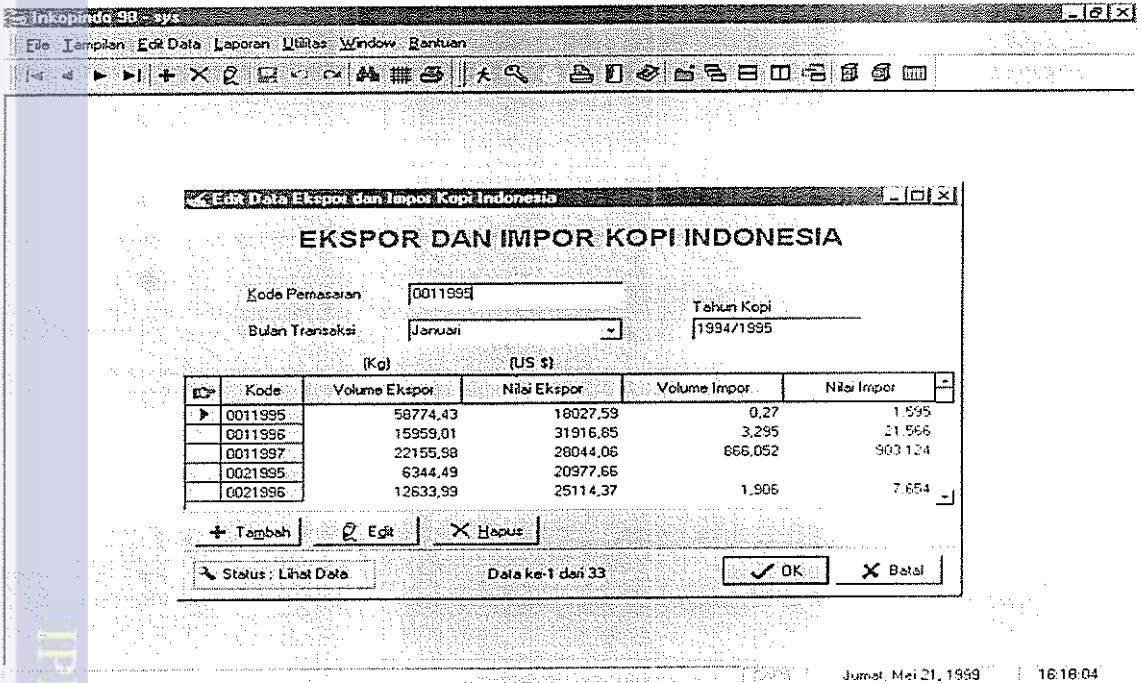 Inkopindo 98 - sys
File Tampilan Edit Data Laporan Utilitas Window Bantuan
Edit Data Ekspor dan Impor Kopi Indonesia
EKSPOR DAN IMPOR KOPI INDONESIA
Kode Pemasaran 0011995
Tahun Kopi
Bulan Transaksi Januari 1994/1995
(Kg) (US $)
Kode Volume Ekspor Nilai Ekspor Volume Impor Nilai Impor
0011995 58774,43 18027,59 0,27 1.595
0011996 15959,01 31916,85 3,295 21.566
0011997 22155,98 28044,06 866,052 903.124
0021995 6344,49 20977,66
0021996 12633,99 25114,37 1,906 7.654
Tambah Edit Hapus
Status : Lihat Data Data ke-1 dari 33 OK Batal
Jumat, Mei 21, 1999 16:18:04